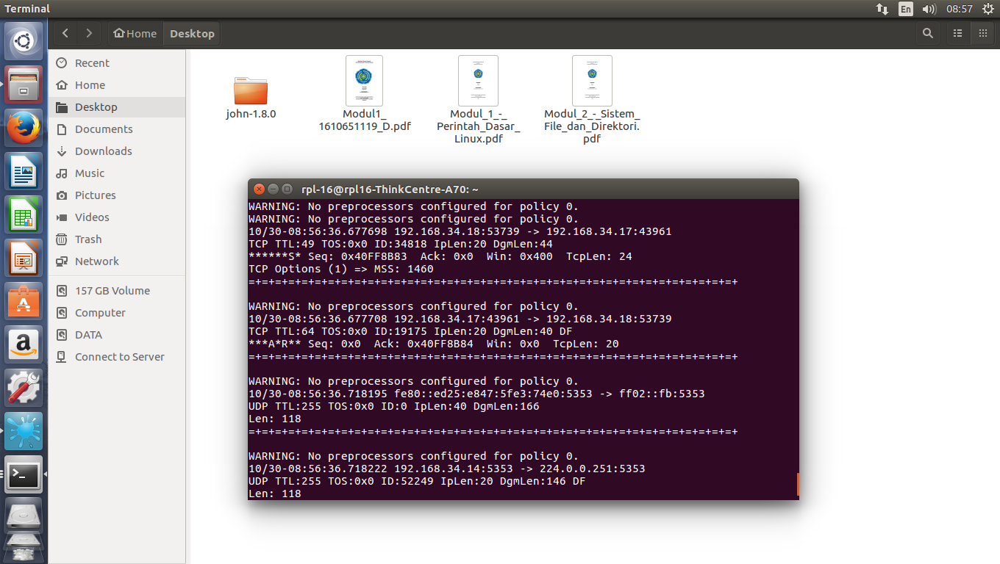 Terminal
En
08:57
Home
Desktop
Recent
Home
Desktop
Documents
Downloads
Music
Pictures
Videos
Trash
Network
157 GB Volume
Computer
DATA
Connect to Server
john-1.8.0
Modul1_
1610651119_D.pdf
Modul_1_-_
Perintah_Dasar_
Linux.pdf
Modul_2_-_Sistem_
File_dan_Direktori.
pdf
rpl-16@rpl16-ThinkCentre-A70: ~
WARNING: No preprocessors configured for policy 0.
WARNING: No preprocessors configured for policy 0.
10/30-08:56:36.677698 192.168.34.18:53739 -> 192.168.34.17:43961
TCP TTL:49 TOS:0x0 ID:34818 IpLen:20 DgmLen:44
******S* Seq: 0x40FF8B83  Ack: 0x0  Win: 0x400  TcpLen: 24
TCP Options (1) => MSS: 1460
=+=+=+=+=+=+=+=+=+=+=+=+=+=+=+=+=+=+=+=+=+=+=+=+=+=+=+=+=+=+=+=+=+=+=+=+=+
WARNING: No preprocessors configured for policy 0.
10/30-08:56:36.677708 192.168.34.17:43961 -> 192.168.34.18:53739
TCP TTL:64 TOS:0x0 ID:19175 IpLen:20 DgmLen:40 DF
***A*R** Seq: 0x0  Ack: 0x40FF8B84  Win: 0x0  TcpLen: 20
=+=+=+=+=+=+=+=+=+=+=+=+=+=+=+=+=+=+=+=+=+=+=+=+=+=+=+=+=+=+=+=+=+=+=+=+=+
WARNING: No preprocessors configured for policy 0.
10/30-08:56:36.718195 fe80::ed25:e847:5fe3:74e0:5353 -> ff02::fb:5353
UDP TTL:255 TOS:0x0 ID:0 IpLen:40 DgmLen:166
Len: 118
=+=+=+=+=+=+=+=+=+=+=+=+=+=+=+=+=+=+=+=+=+=+=+=+=+=+=+=+=+=+=+=+=+=+=+=+=+
WARNING: No preprocessors configured for policy 0.
10/30-08:56:36.718222 192.168.34.14:5353 -> 224.0.0.251:5353
UDP TTL:255 TOS:0x0 ID:52249 IpLen:20 DgmLen:146 DF
Len: 118